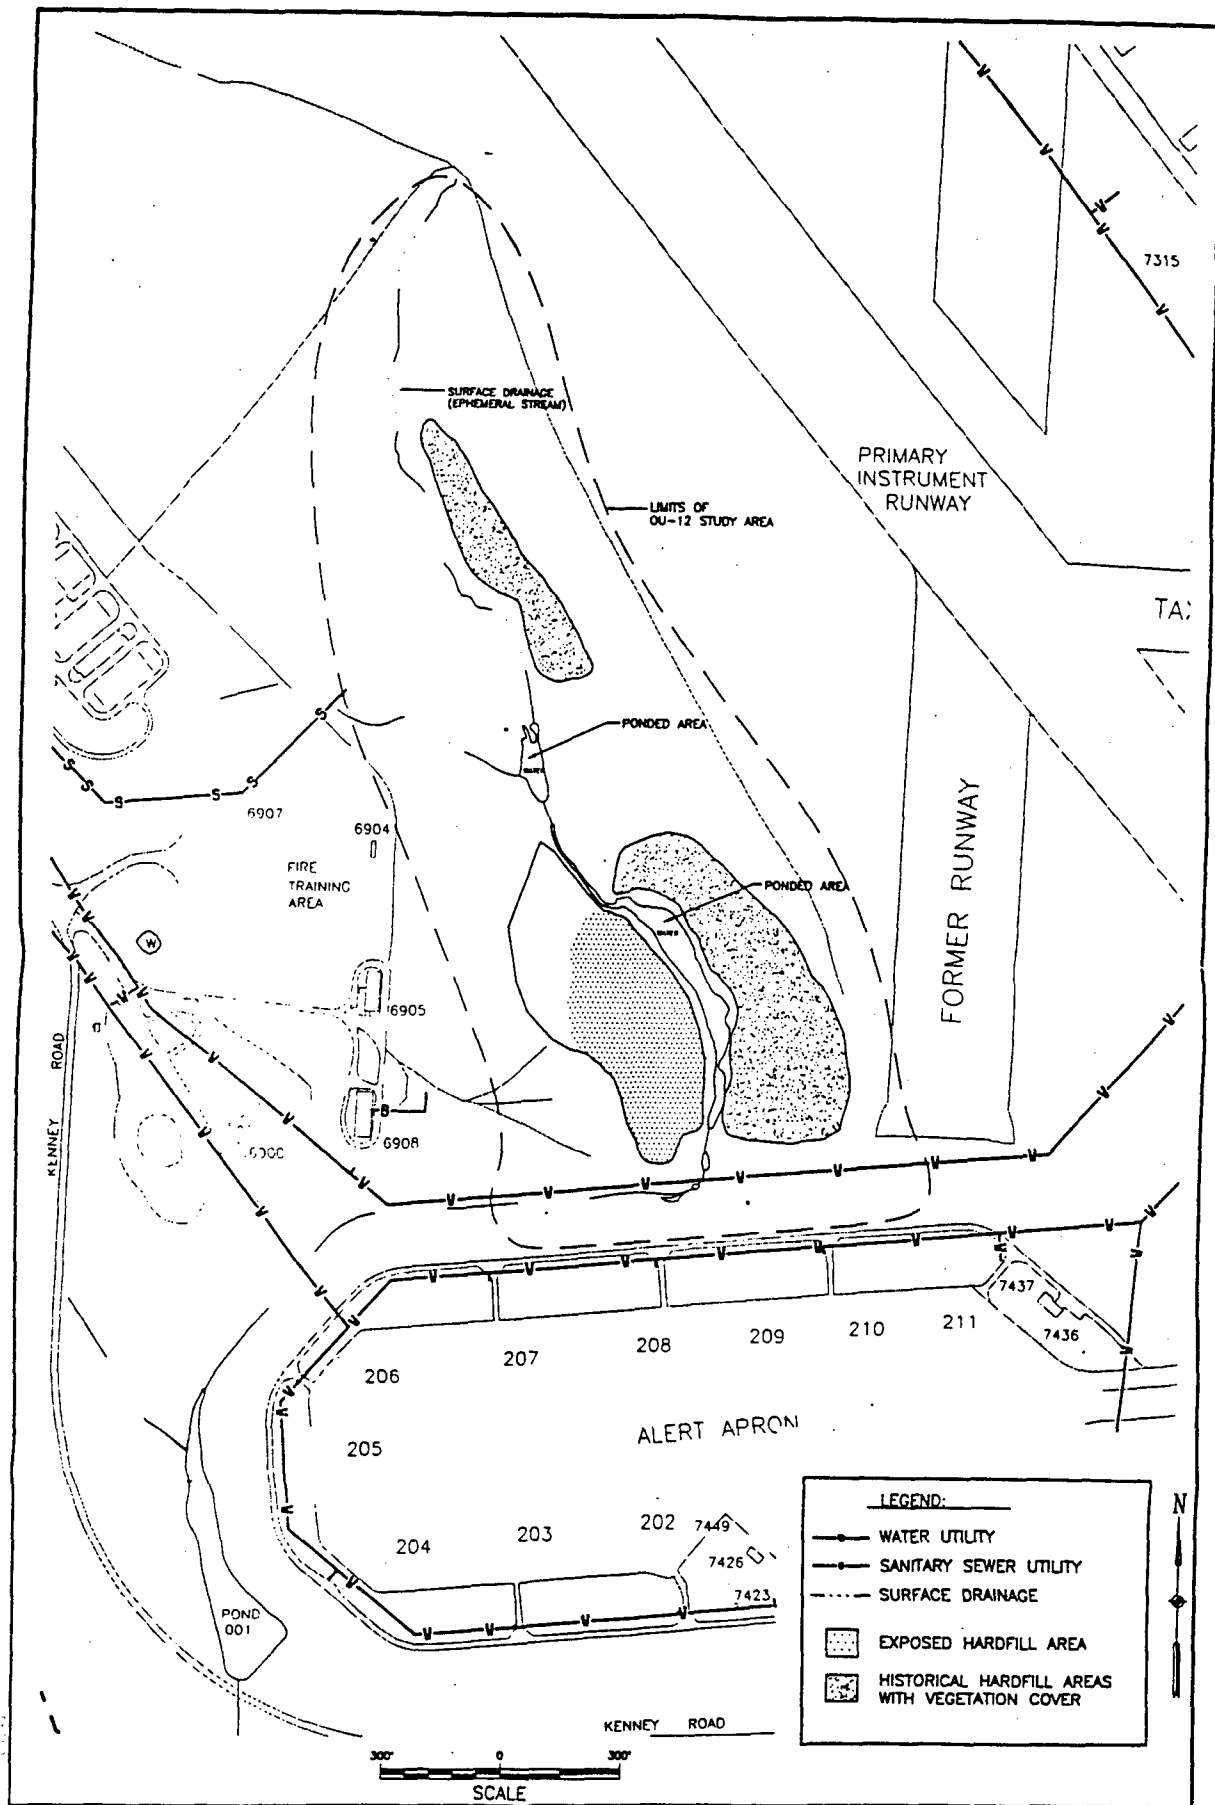 7315
SURFACE DRAINAGE
(EPHEMERAL STREAM)
PRIMARY
INSTRUMENT
RUNWAY
LIMITS OF
OU-12 STUDY AREA
PONDED AREA
6907
6904
FIRE
TRAINING
AREA
PONDED AREA
FORMER RUNWAY
W
6905
KENNEY ROAD
6908
7437
7436
206
207
208
209
210
211
205
ALERT APRON
204
203
202
7449
7426
7423
POND
001
KENNEY ROAD
LEGEND:
WATER UTILITY
SANITARY SEWER UTILITY
SURFACE DRAINAGE
EXPOSED HARDFILL AREA
HISTORICAL HARDFILL AREAS
WITH VEGETATION COVER
N
300' 0 300'
SCALE